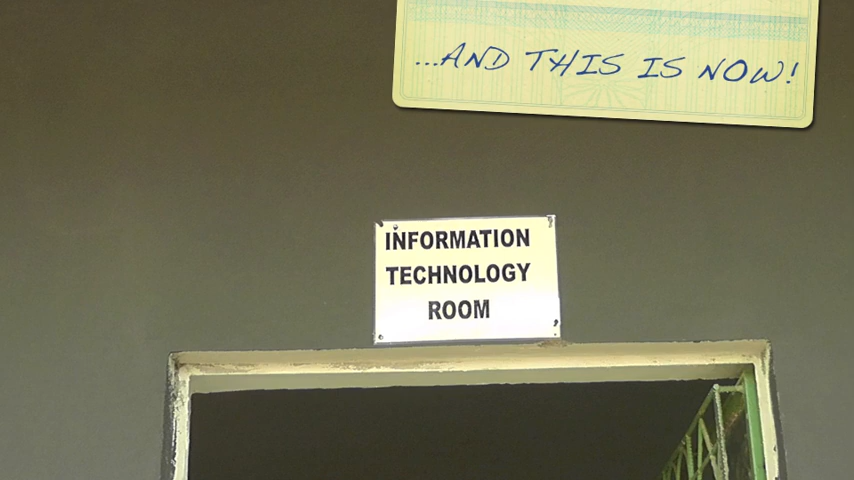 ...AND THIS IS NOW!
INFORMATION
TECHNOLOGY
ROOM